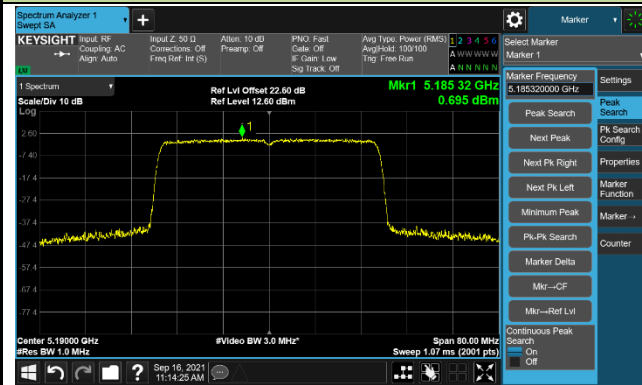 Spectrum Analyzer 1
Swept SA
Marker
KEYSIGHT
Input: RF
Coupling: AC
Align: Auto
Input Z: 50 Ω
Corrections: Off
Freq Ref: Int (S)
Atten: 10 dB
Preamp: Off
PNO: Fast
Gate: Off
IF Gain: Low
Sig Track: Off
Avg Type: Power (RMS)
Avg|Hold: 100/100
Trig: Free Run
1 2 3 4 5 6
A W W W W W
A N N N N N
LXI
1 Spectrum
Scale/Div 10 dB
Log
Ref Lvl Offset 22.60 dB
Ref Level 12.60 dBm
Mkr1 5.185 32 GHz
0.695 dBm
1
2.60
-7.40
-17.4
-27.4
-37.4
-47.4
-57.4
-67.4
-77.4
Center 5.19000 GHz
#Res BW 1.0 MHz
#Video BW 3.0 MHz*
Span 80.00 MHz
Sweep 1.07 ms (2001 pts)
Select Marker
Marker 1
Marker Frequency
5.185320000 GHz
Peak Search
Next Peak
Next Pk Right
Next Pk Left
Minimum Peak
Pk-Pk Search
Marker Delta
Mkr→CF
Mkr→Ref Lvl
Continuous Peak
Search
On
Off
Settings
Peak
Search
Pk Search
Config
Properties
Marker
Function
Marker→
Counter
?
Sep 16, 2021
11:14:25 AM